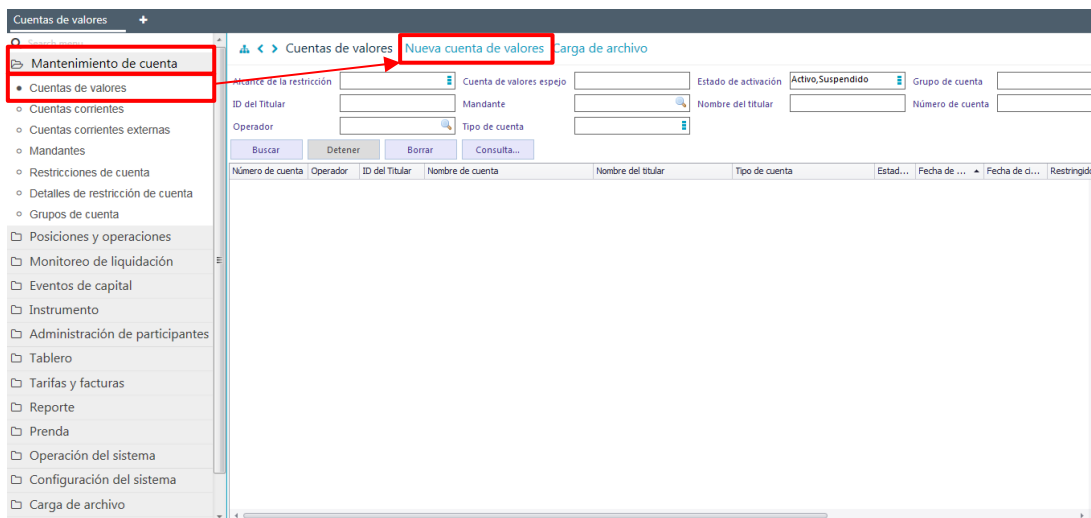 Cuentas de valores +
Search menu
Mantenimiento de cuenta
Cuentas de valores
Cuentas corrientes
Cuentas corrientes externas
Mandantes
Restricciones de cuenta
Detalles de restricción de cuenta
Grupos de cuenta
Posiciones y operaciones
Monitoreo de liquidación
Eventos de capital
Instrumento
Administración de participantes
Tablero
Tarifas y facturas
Reporte
Prenda
Operación del sistema
Configuración del sistema
Carga de archivo
Cuentas de valores Nueva cuenta de valores Carga de archivo
Alcance de la restricción Cuenta de valores espejo Estado de activación Activo,Suspendido Grupo de cuenta
ID del Titular Mandante Nombre del titular Número de cuenta
Operador Tipo de cuenta
Buscar Detener Borrar Consulta...
Número de cuenta Operador ID del Titular Nombre de cuenta Nombre del titular Tipo de cuenta Estad... Fecha de ... Fecha de ci... Restringido